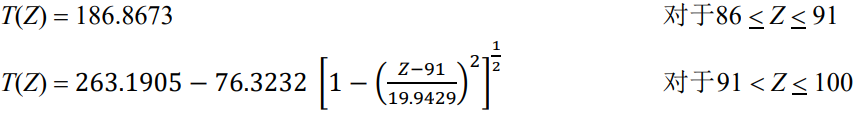 T(Z) = 186.8673 对于86 ≤ Z ≤ 91
T(Z) = 263.1905 − 76.3232 [1 − ((Z−91)/19.9429)²]^(1/2) 对于91 < Z ≤ 100